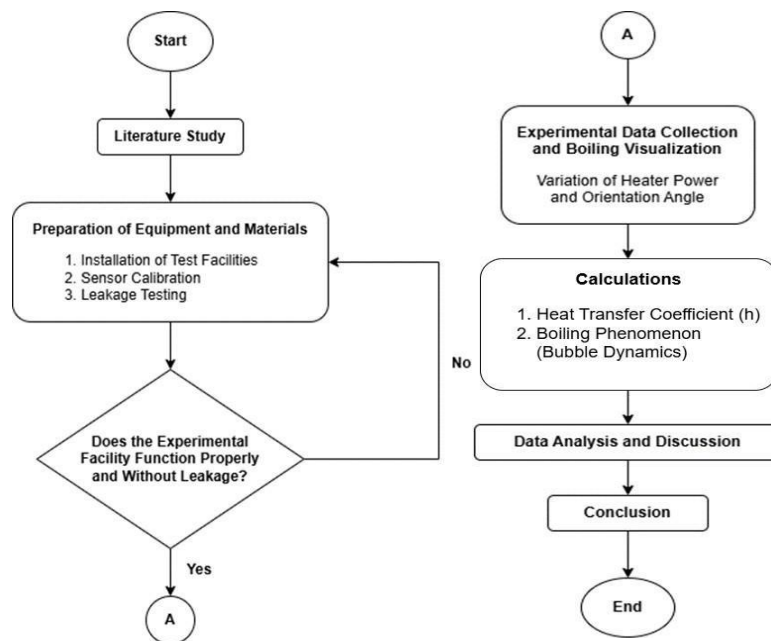 Start
Literature Study
Preparation of Equipment and Materials
1. Installation of Test Facilities
2. Sensor Calibration
3. Leakage Testing
No
Does the Experimental
Facility Function Properly
and Without Leakage?
Yes
A
A
Experimental Data Collection
and Boiling Visualization
Variation of Heater Power
and Orientation Angle
Calculations
1. Heat Transfer Coefficient (h)
2. Boiling Phenomenon
(Bubble Dynamics)
Data Analysis and Discussion
Conclusion
End